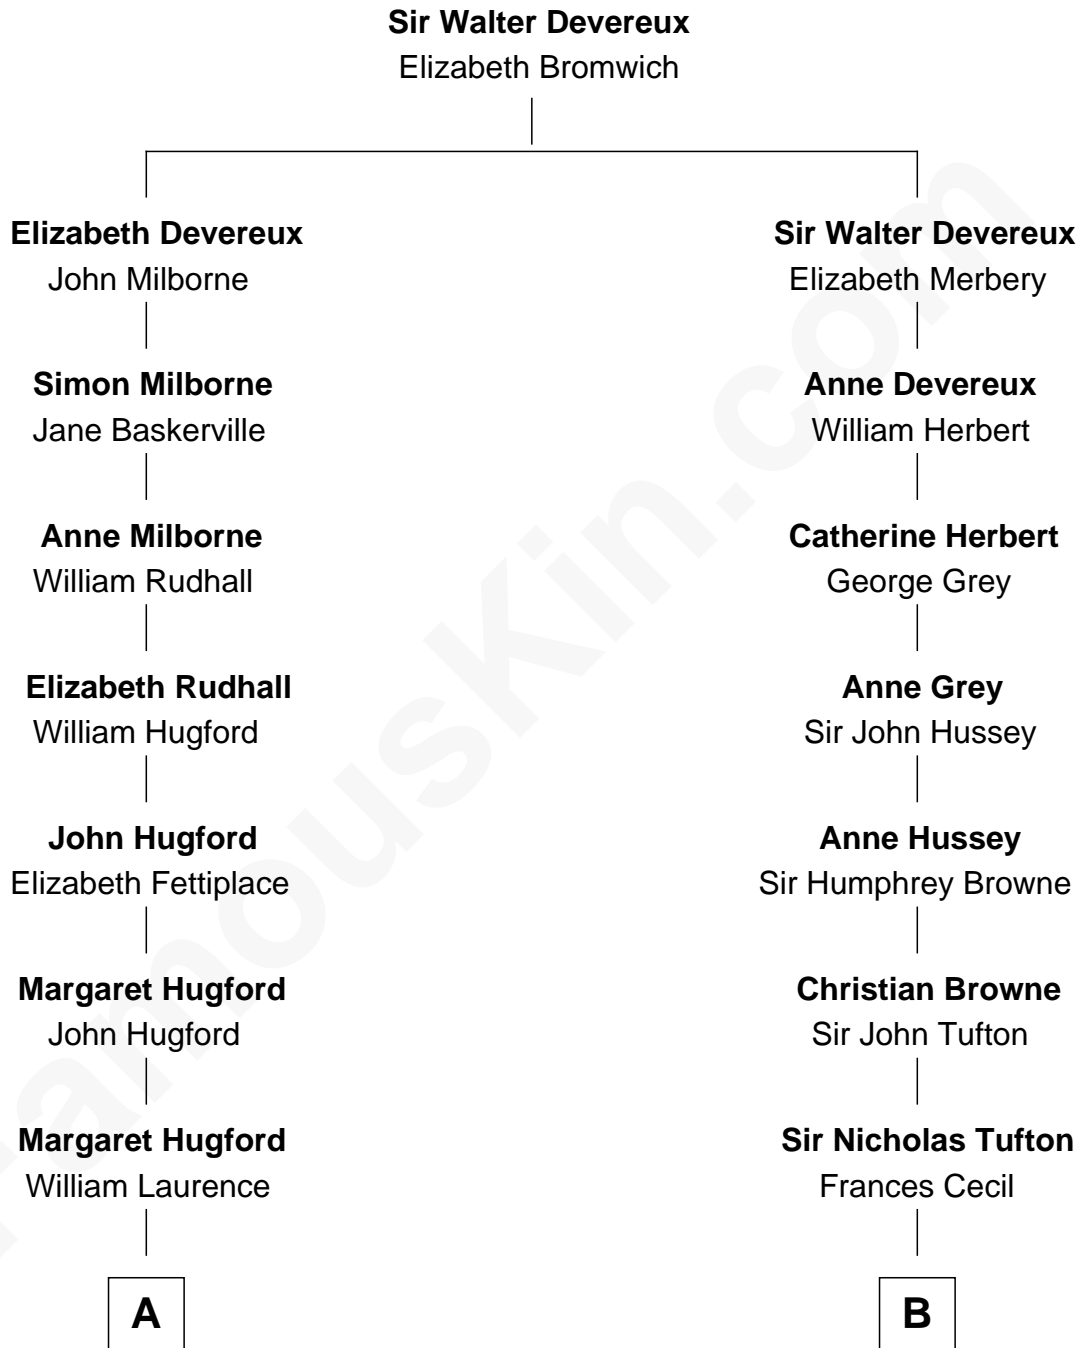 Sir Walter Devereux
Elizabeth Bromwich
Elizabeth Devereux
John Milborne
Simon Milborne
Jane Baskerville
Anne Milborne
William Rudhall
Elizabeth Rudhall
William Hugford
John Hugford
Elizabeth Fettiplace
Margaret Hugford
John Hugford
Margaret Hugford
William Laurence
A
Sir Walter Devereux
Elizabeth Merbery
Anne Devereux
William Herbert
Catherine Herbert
George Grey
Anne Grey
Sir John Hussey
Anne Hussey
Sir Humphrey Browne
Christian Browne
Sir John Tufton
Sir Nicholas Tufton
Frances Cecil
B
FamousKin.com